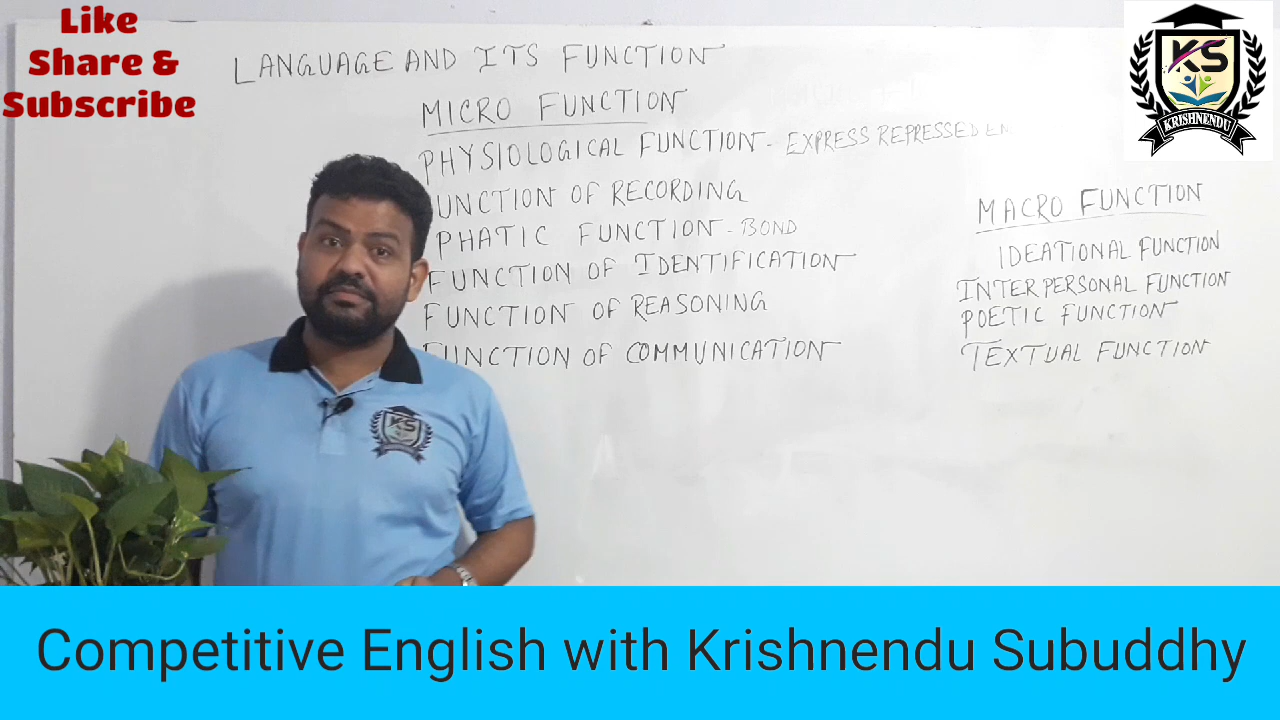 Like
Share &
Subscribe
LANGUAGE AND ITS FUNCTION
MICRO FUNCTION
PHYSIOLOGICAL FUNCTION - EXPRESS REPRESSED
UNCTION OF RECORDING
PHATIC FUNCTION - BOND
FUNCTION OF IDENTIFICATION
FUNCTION OF REASONING
FUNCTION OF COMMUNICATION
MACRO FUNCTION
IDEATIONAL FUNCTION
INTERPERSONAL FUNCTION
POETIC FUNCTION
TEXTUAL FUNCTION
KS
KRISHNENDU
KS
Competitive English with Krishnendu Subuddhy